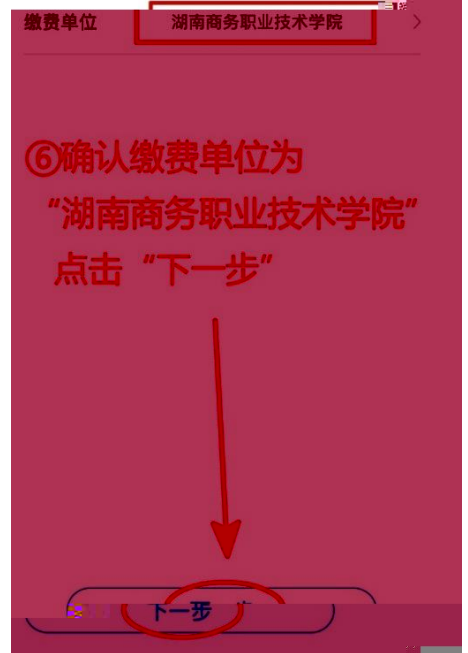 缴费单位 湖南商务职业技术学院
⑥确认缴费单位为
“湖南商务职业技术学院”
点击“下一步”
下一步